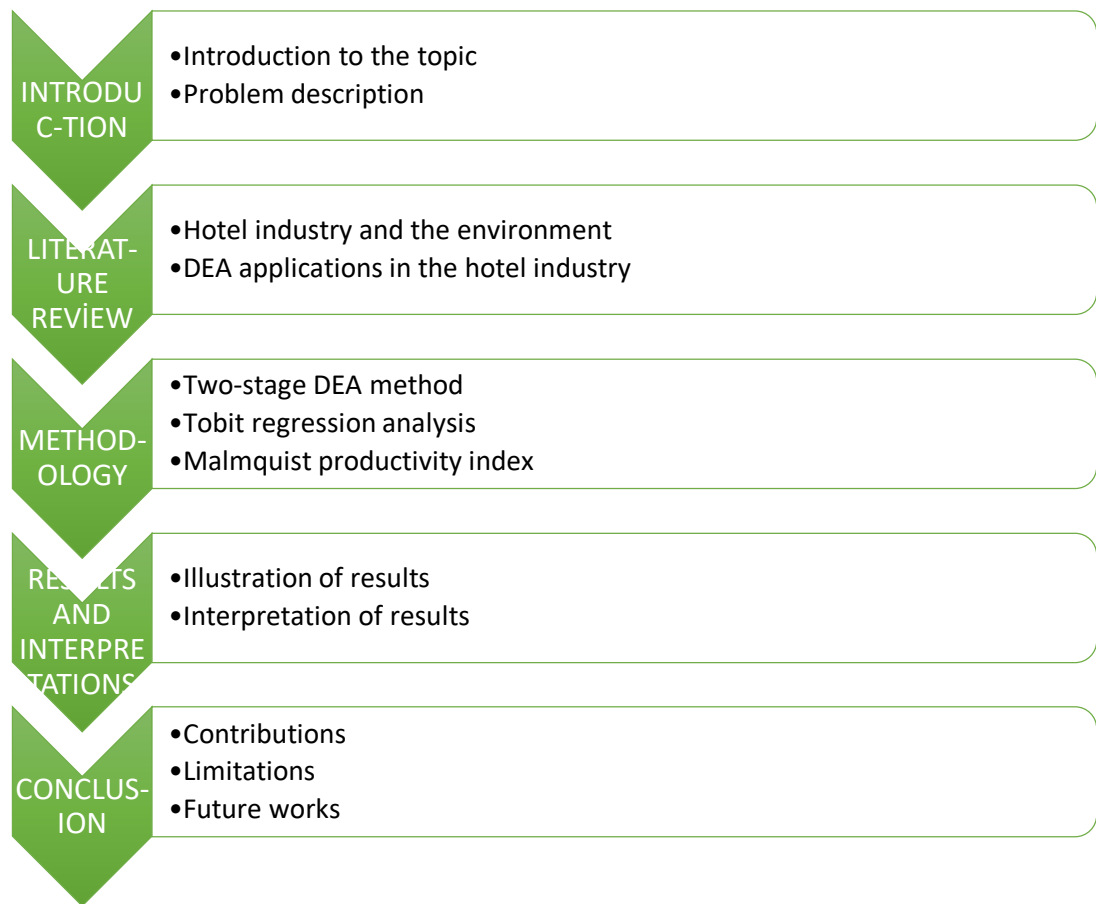 INTRODU
C-TION
•Introduction to the topic
•Problem description
LITERAT-
URE
REVİEW
•Hotel industry and the environment
•DEA applications in the hotel industry
METHOD-
OLOGY
•Two-stage DEA method
•Tobit regression analysis
•Malmquist productivity index
RESULTS
AND
INTERPRE
TATIONS
•Illustration of results
•Interpretation of results
CONCLUS-
ION
•Contributions
•Limitations
•Future works